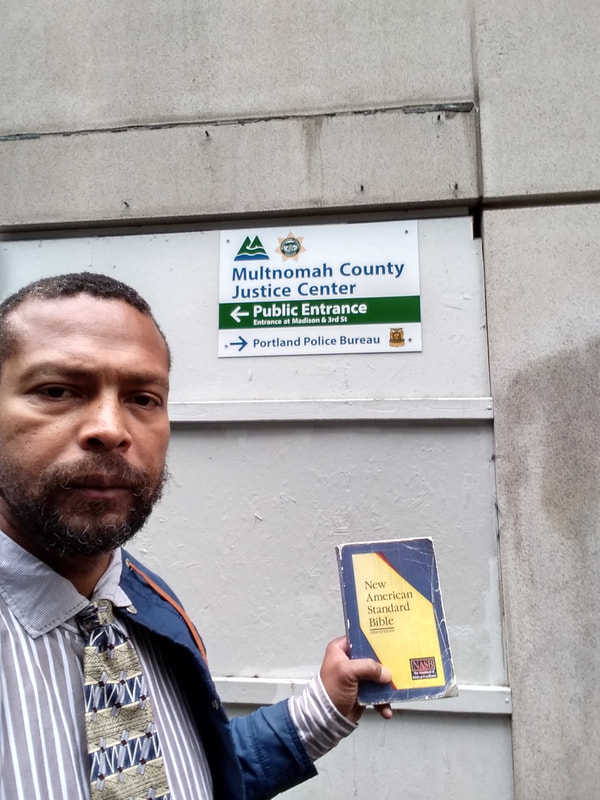 Multnomah County
Justice Center
Public Entrance
Entrance at Madison & 3rd St
Portland Police Bureau
New
American
Standard
Bible
NASB